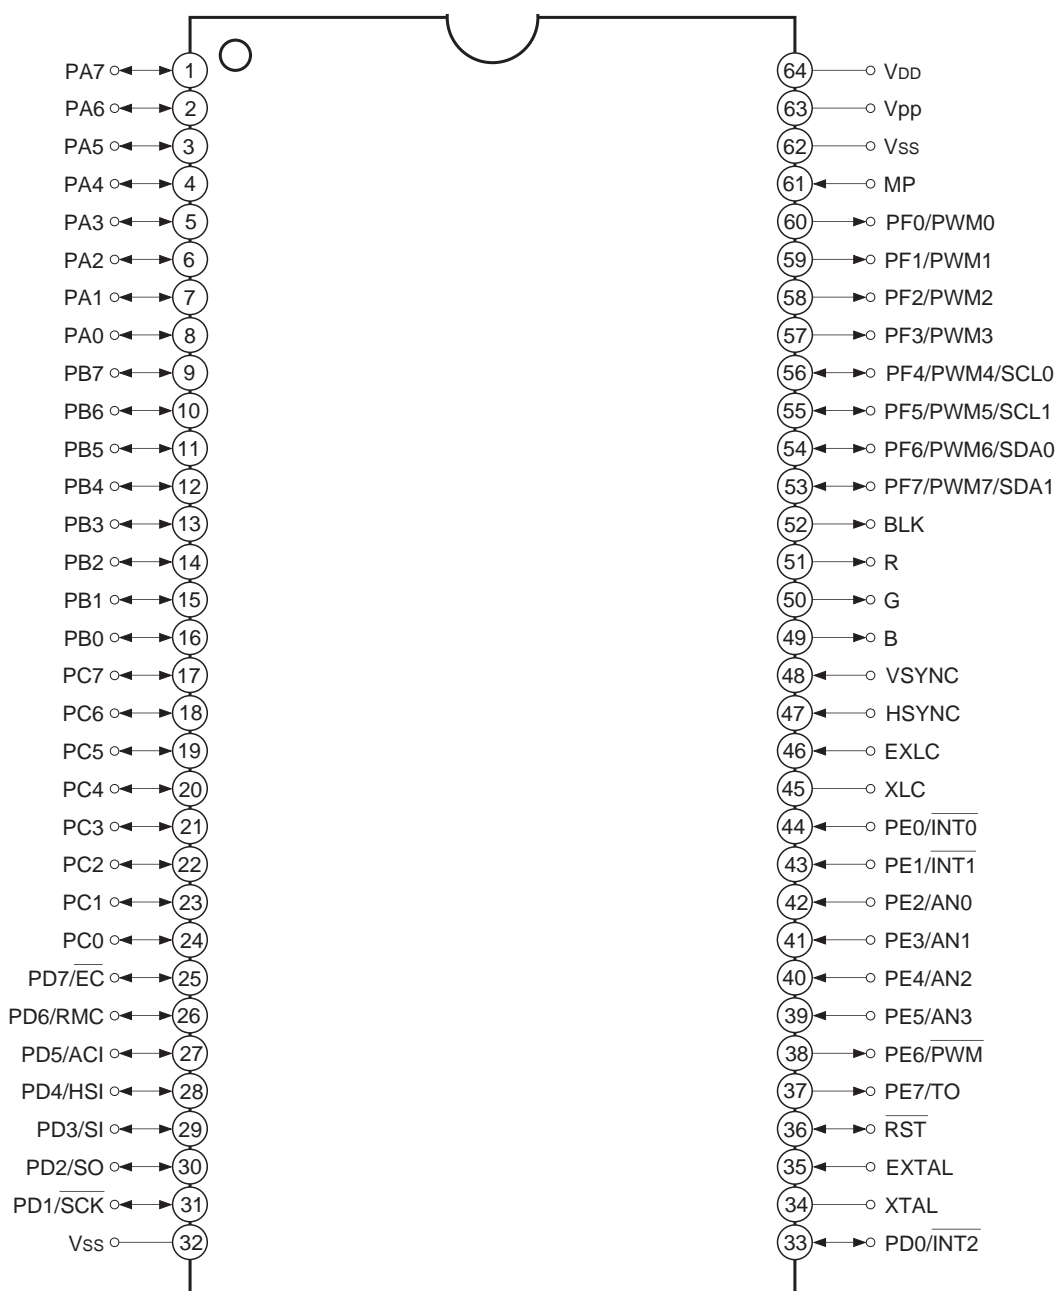 PA7 1 64 VDD
PA6 2 63 Vpp
PA5 3 62 Vss
PA4 4 61 MP
PA3 5 60 PF0/PWM0
PA2 6 59 PF1/PWM1
PA1 7 58 PF2/PWM2
PA0 8 57 PF3/PWM3
PB7 9 56 PF4/PWM4/SCL0
PB6 10 55 PF5/PWM5/SCL1
PB5 11 54 PF6/PWM6/SDA0
PB4 12 53 PF7/PWM7/SDA1
PB3 13 52 BLK
PB2 14 51 R
PB1 15 50 G
PB0 16 49 B
PC7 17 48 VSYNC
PC6 18 47 HSYNC
PC5 19 46 EXLC
PC4 20 45 XLC
PC3 21 44 PE0/I̅N̅T̅0̅
PC2 22 43 PE1/I̅N̅T̅1̅
PC1 23 42 PE2/AN0
PC0 24 41 PE3/AN1
PD7/E̅C̅ 25 40 PE4/AN2
PD6/RMC 26 39 PE5/AN3
PD5/ACI 27 38 PE6/P̅W̅M̅
PD4/HSI 28 37 PE7/TO
PD3/SI 29 36 R̅S̅T̅
PD2/SO 30 35 EXTAL
PD1/S̅C̅K̅ 31 34 XTAL
Vss 32 33 PD0/I̅N̅T̅2̅